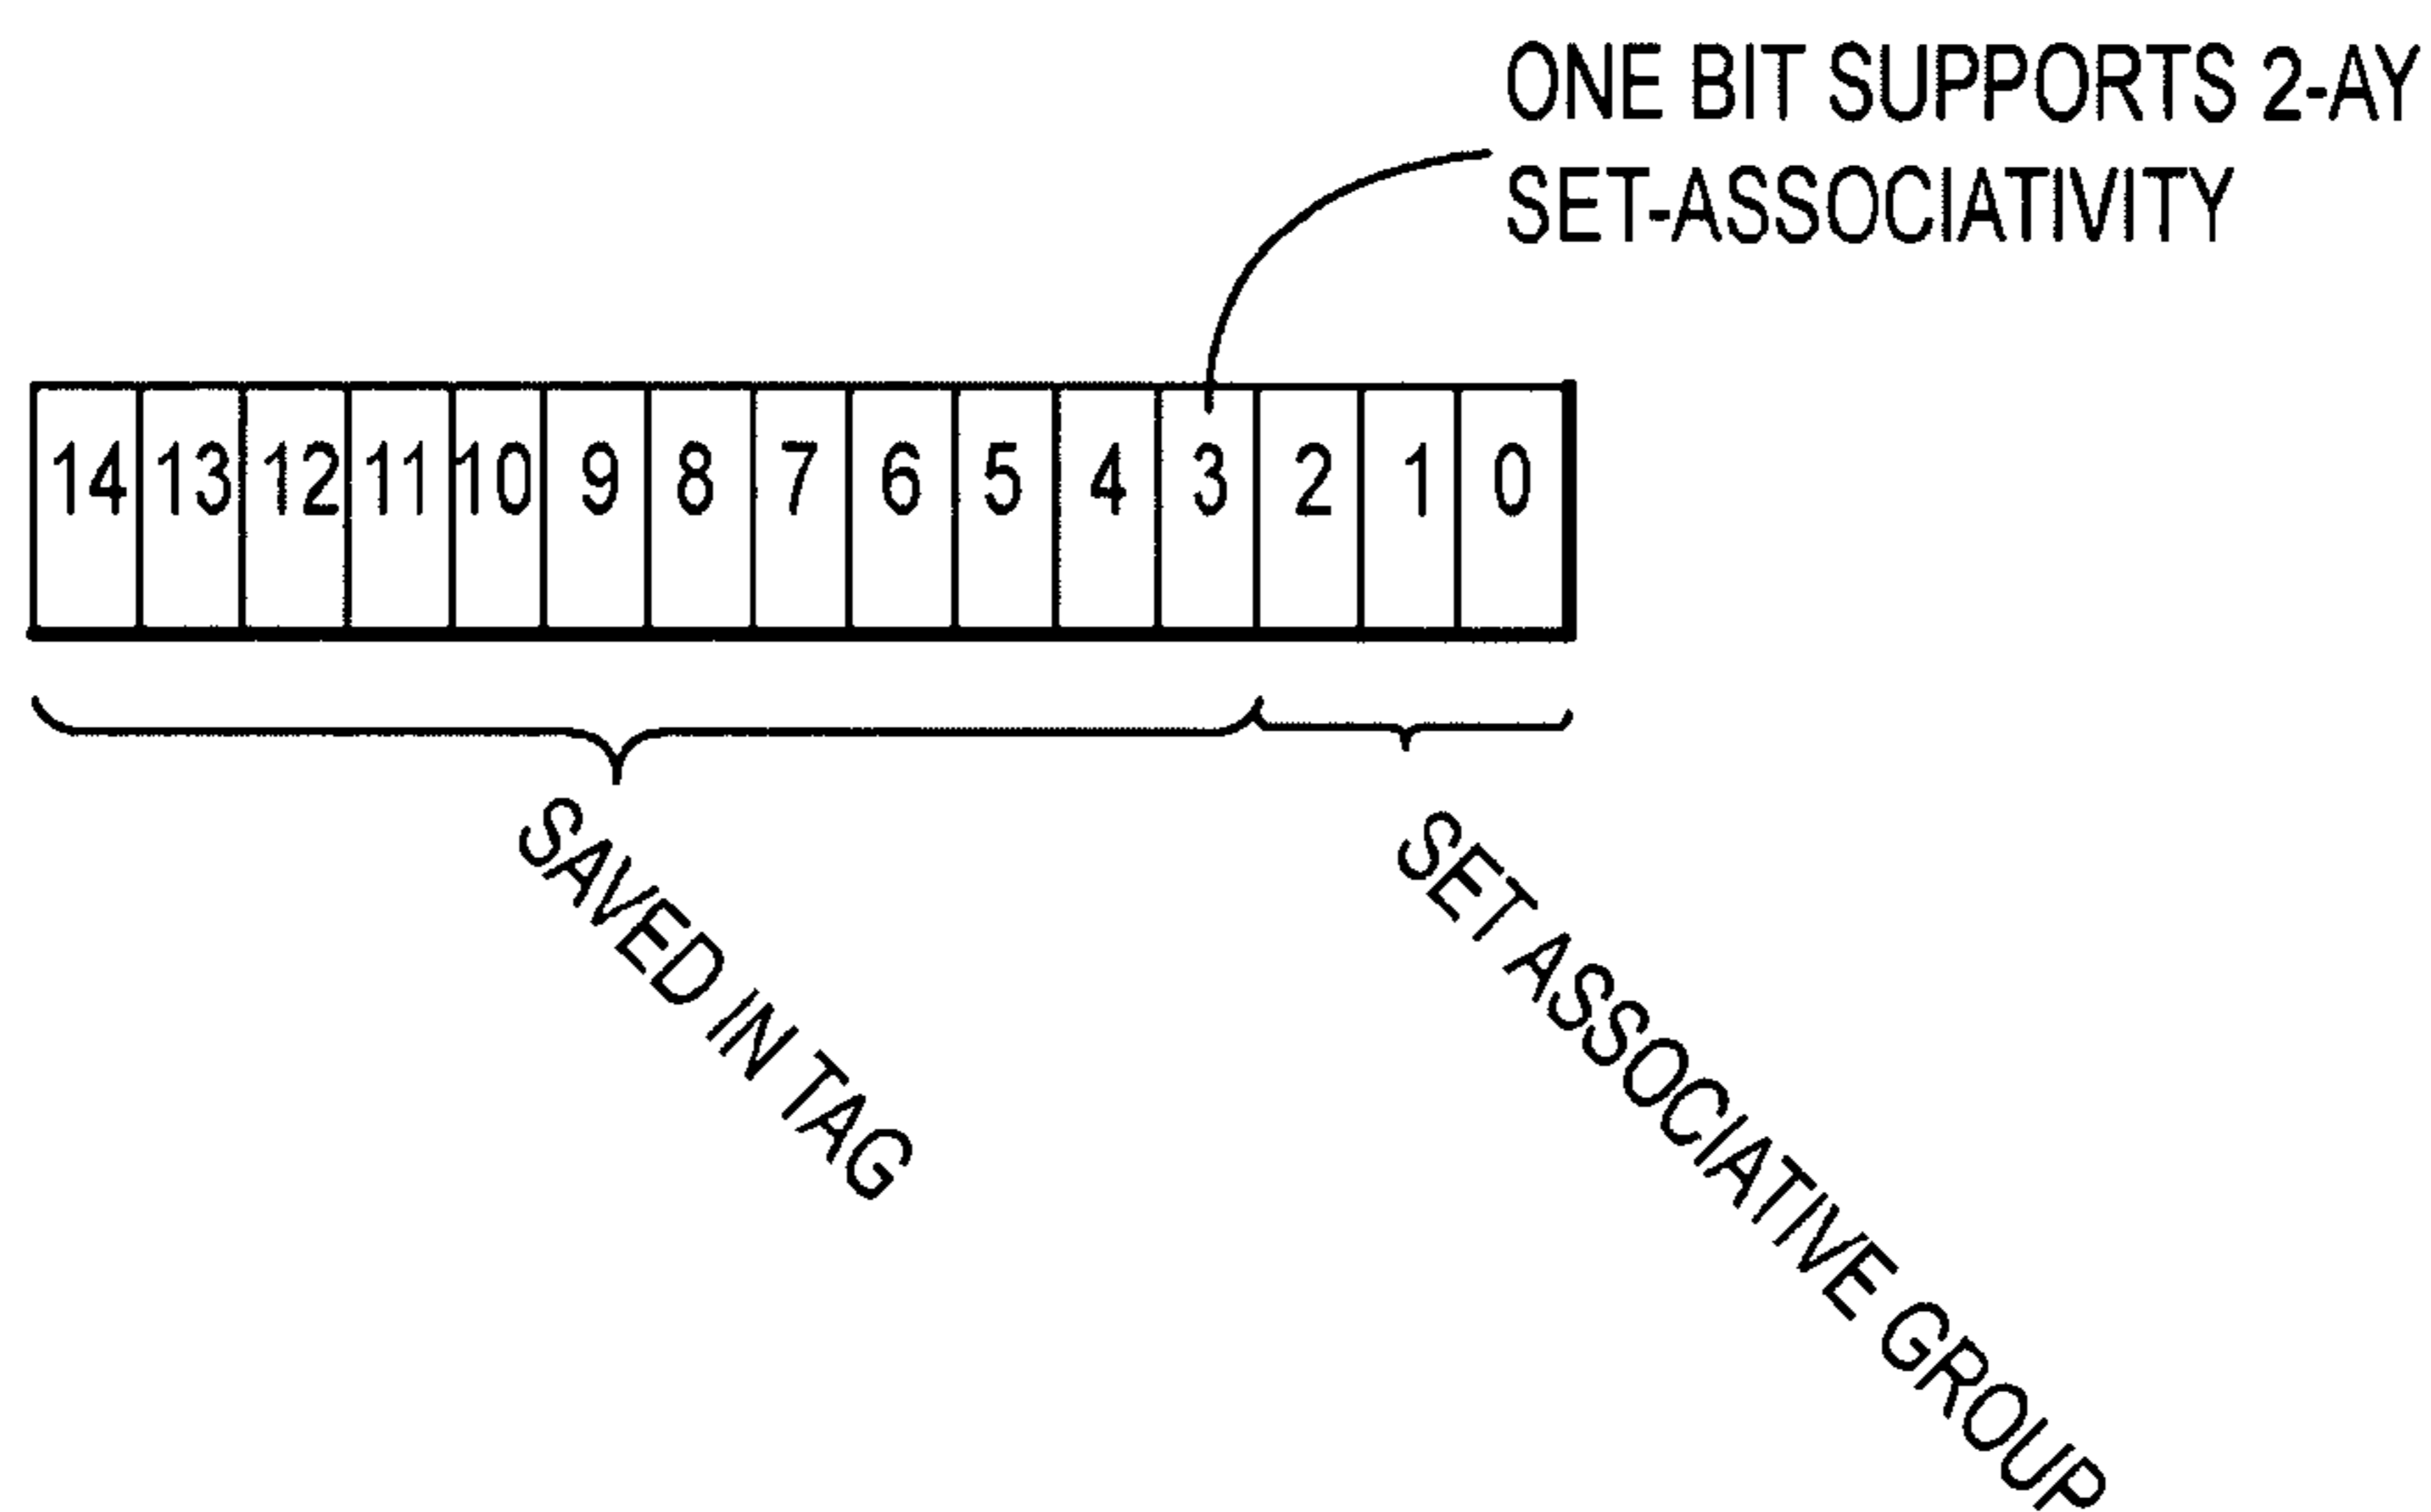 ONE BIT SUPPORTS 2-AY
SET-ASSOCIATIVITY
14 13 12 11 10 9 8 7 6 5 4 3 2 1 0
SAVED IN TAG
SET ASSOCIATIVE GROUP